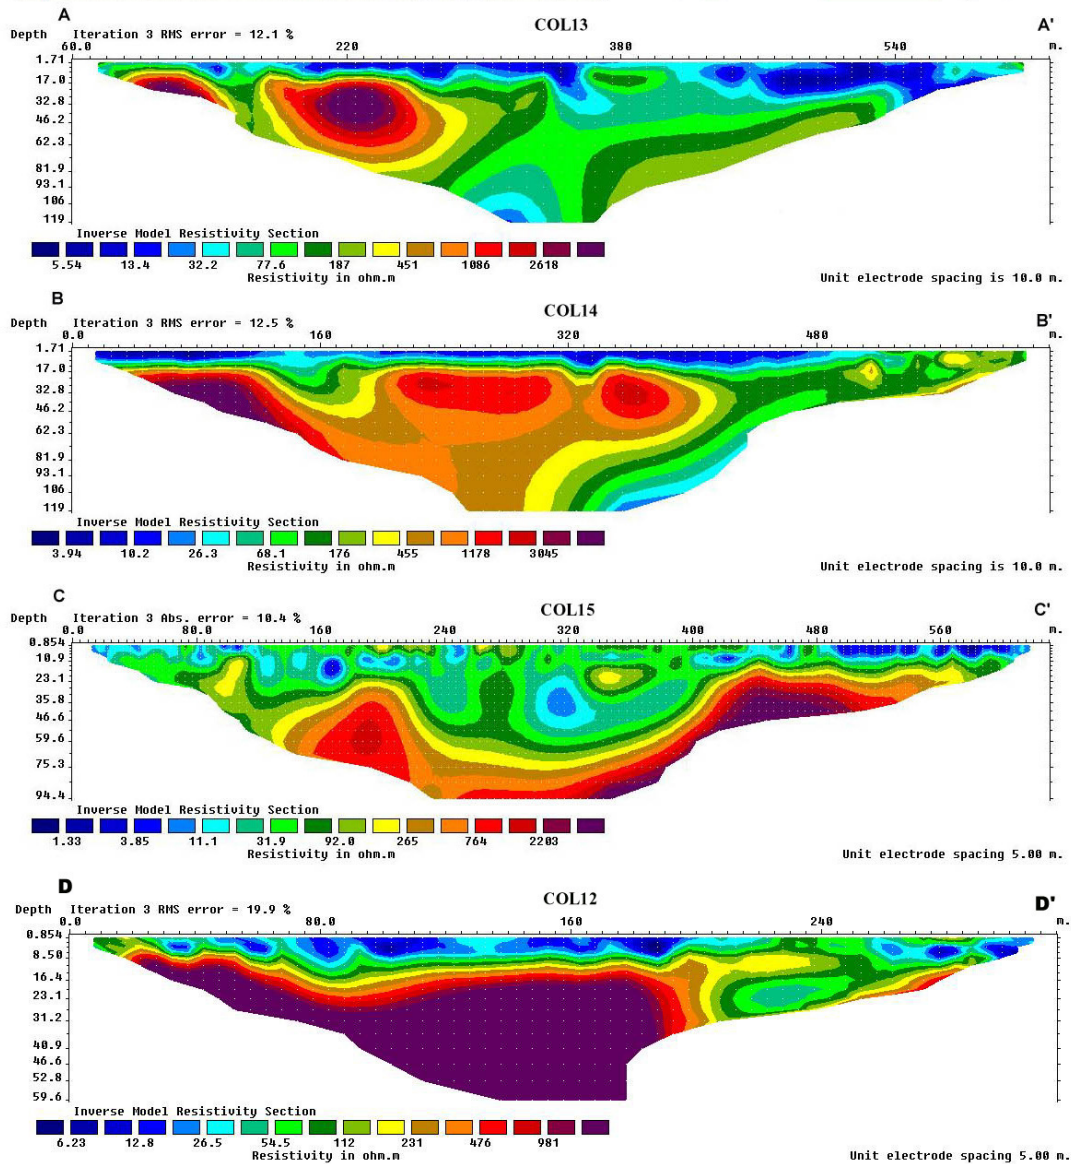 A COL13 A'
Depth Iteration 3 RMS error = 12.1 %
60.0 220 380 540 m.
1.71
17.0
32.8
46.2
62.3
81.9
93.1
106
119
Inverse Model Resistivity Section
5.54 13.4 32.2 77.6 187 451 1086 2618
Resistivity in ohm.m
Unit electrode spacing is 10.0 m.
B COL14 B'
Depth Iteration 3 RMS error = 12.5 %
0.0 160 320 480 m.
1.71
17.0
32.8
46.2
62.3
81.9
93.1
106
119
Inverse Model Resistivity Section
3.94 10.2 26.3 68.1 176 455 1178 3045
Resistivity in ohm.m
Unit electrode spacing is 10.0 m.
C COL15 C'
Depth Iteration 3 Abs. error = 10.4 %
0.0 80.0 160 240 320 400 480 560 m.
0.854
10.9
23.1
35.8
46.6
59.6
75.3
94.4
Inverse Model Resistivity Section
1.33 3.85 11.1 31.9 92.0 265 764 2203
Resistivity in ohm.m
Unit electrode spacing 5.00 m.
D COL12 D'
Depth Iteration 3 RMS error = 19.9 %
0.0 80.0 160 240 m.
0.854
8.50
16.4
23.1
31.2
40.9
46.6
52.8
59.6
Inverse Model Resistivity Section
6.23 12.8 26.5 54.5 112 231 476 981
Resistivity in ohm.m
Unit electrode spacing 5.00 m.